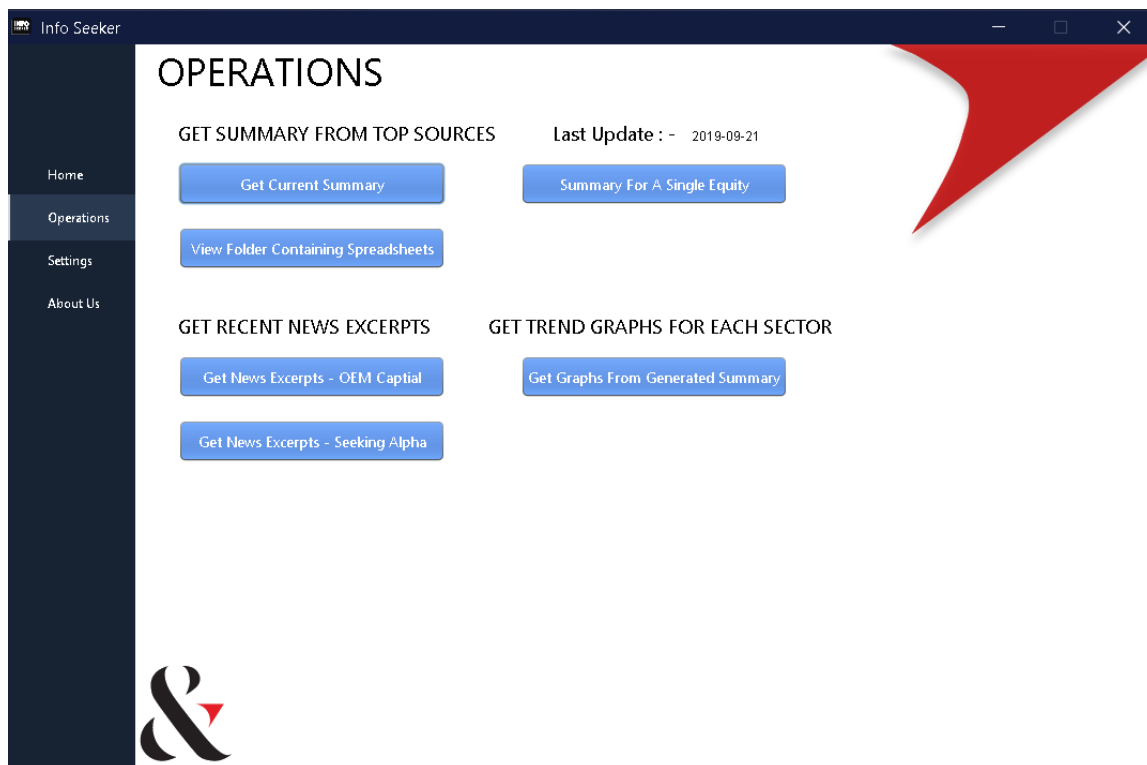 Info Seeker
OPERATIONS
GET SUMMARY FROM TOP SOURCES
Last Update : - 2019-09-21
Home
Operations
Settings
About Us
Get Current Summary
Summary For A Single Equity
View Folder Containing Spreadsheets
GET RECENT NEWS EXCERPTS
GET TREND GRAPHS FOR EACH SECTOR
Get News Excerpts - OEM Captial
Get Graphs From Generated Summary
Get News Excerpts - Seeking Alpha
&